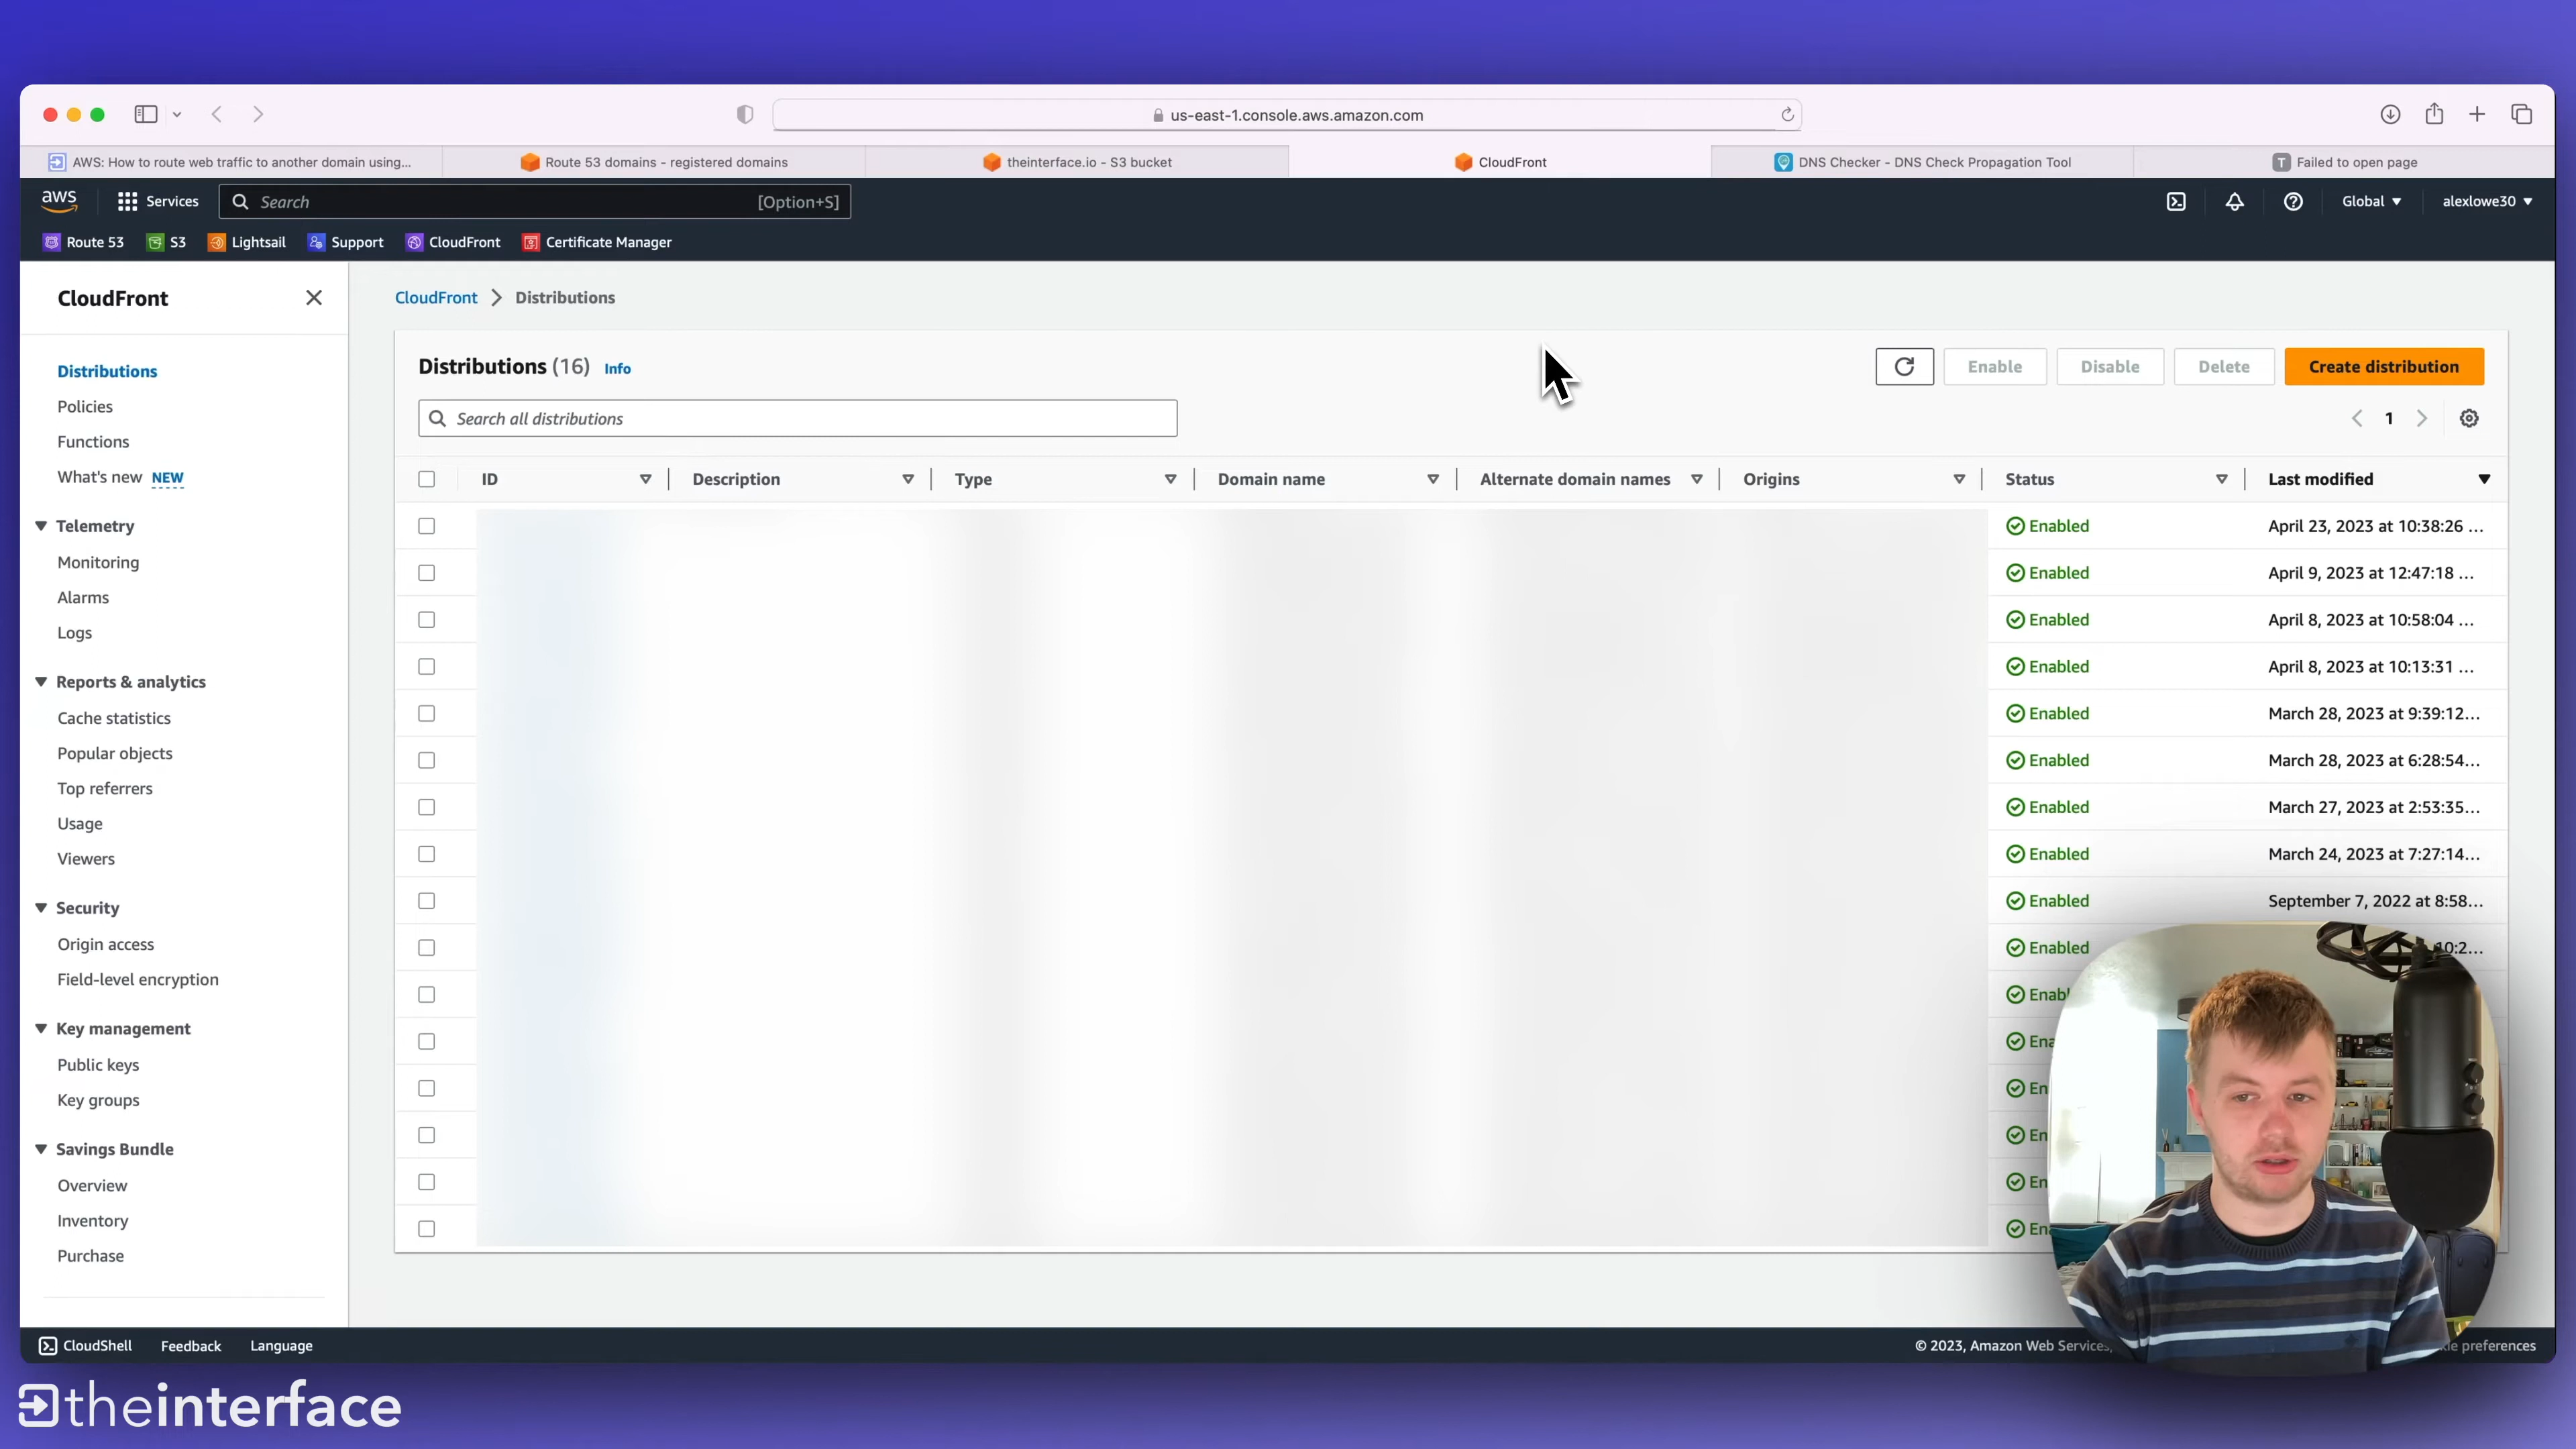 us-east-1.console.aws.amazon.com
AWS: How to route web traffic to another domain using...
Route 53 domains - registered domains
theinterface.io - S3 bucket
CloudFront
DNS Checker - DNS Check Propagation Tool
T Failed to open page
aws
Services
Search
[Option+S]
Global
alexlowe30
Route 53
S3
Lightsail
Support
CloudFront
Certificate Manager
CloudFront
Distributions
Policies
Functions
What's new NEW
Telemetry
Monitoring
Alarms
Logs
Reports & analytics
Cache statistics
Popular objects
Top referrers
Usage
Viewers
Security
Origin access
Field-level encryption
Key management
Public keys
Key groups
Savings Bundle
Overview
Inventory
Purchase
CloudFront > Distributions
Distributions (16) Info
Enable
Disable
Delete
Create distribution
Search all distributions
1
ID Description Type Domain name Alternate domain names Origins Status Last modified
Enabled April 23, 2023 at 10:38:26 ...
Enabled April 9, 2023 at 12:47:18 ...
Enabled April 8, 2023 at 10:58:04 ...
Enabled April 8, 2023 at 10:13:31 ...
Enabled March 28, 2023 at 9:39:12...
Enabled March 28, 2023 at 6:28:54...
Enabled March 27, 2023 at 2:53:35...
Enabled March 24, 2023 at 7:27:14...
Enabled September 7, 2022 at 8:58...
Enabled 10:2...
Enabl
Ena
En
En
En
Ena
CloudShell
Feedback
Language
© 2023, Amazon Web Services,
preferences
theinterface